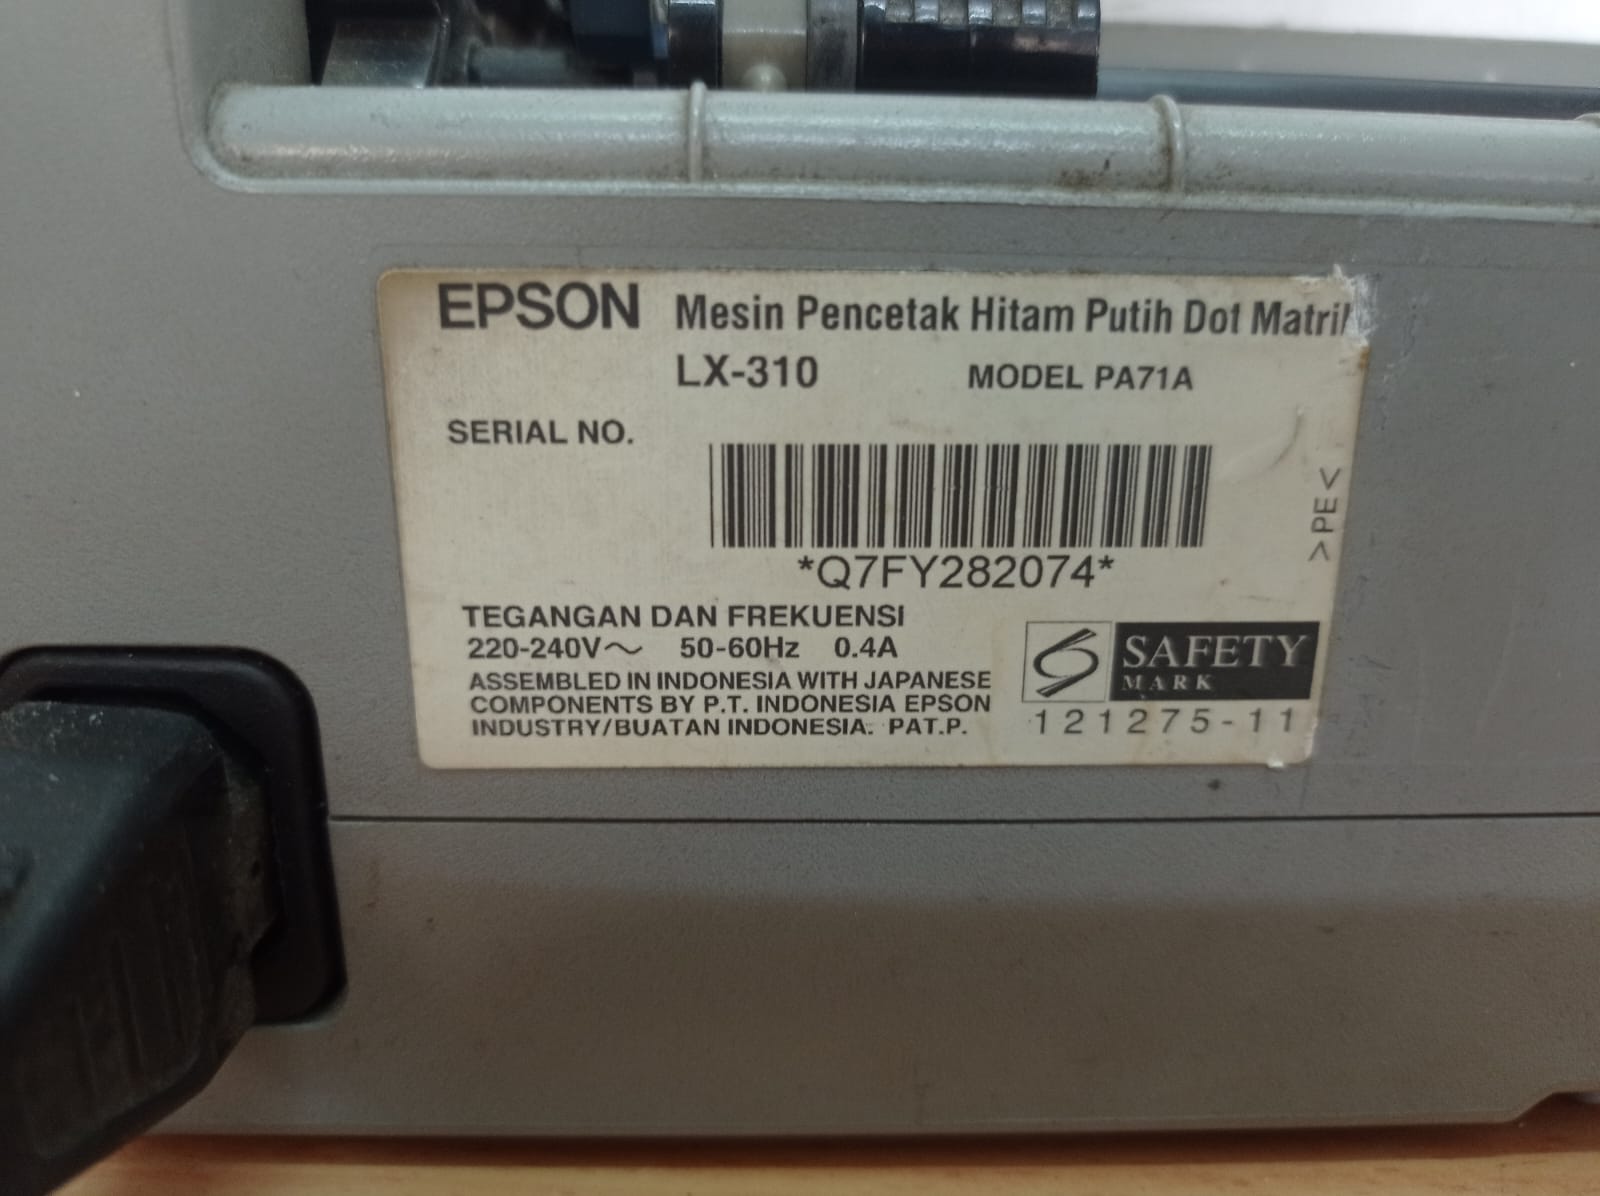 EPSON Mesin Pencetak Hitam Putih Dot Matri
LX-310 MODEL PA71A
SERIAL NO.
*Q7FY282074*
>PE<
TEGANGAN DAN FREKUENSI
220-240V～ 50-60Hz 0.4A
ASSEMBLED IN INDONESIA WITH JAPANESE
COMPONENTS BY P.T. INDONESIA EPSON
INDUSTRY/BUATAN INDONESIA. PAT.P.
SAFETY
MARK
121275-11